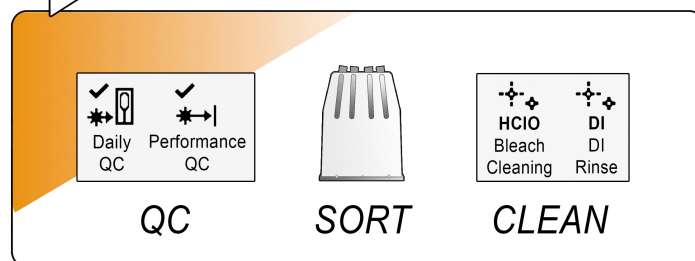 Daily QC
Performance QC
HClO
Bleach Cleaning
DI
DI Rinse
QC
SORT
CLEAN